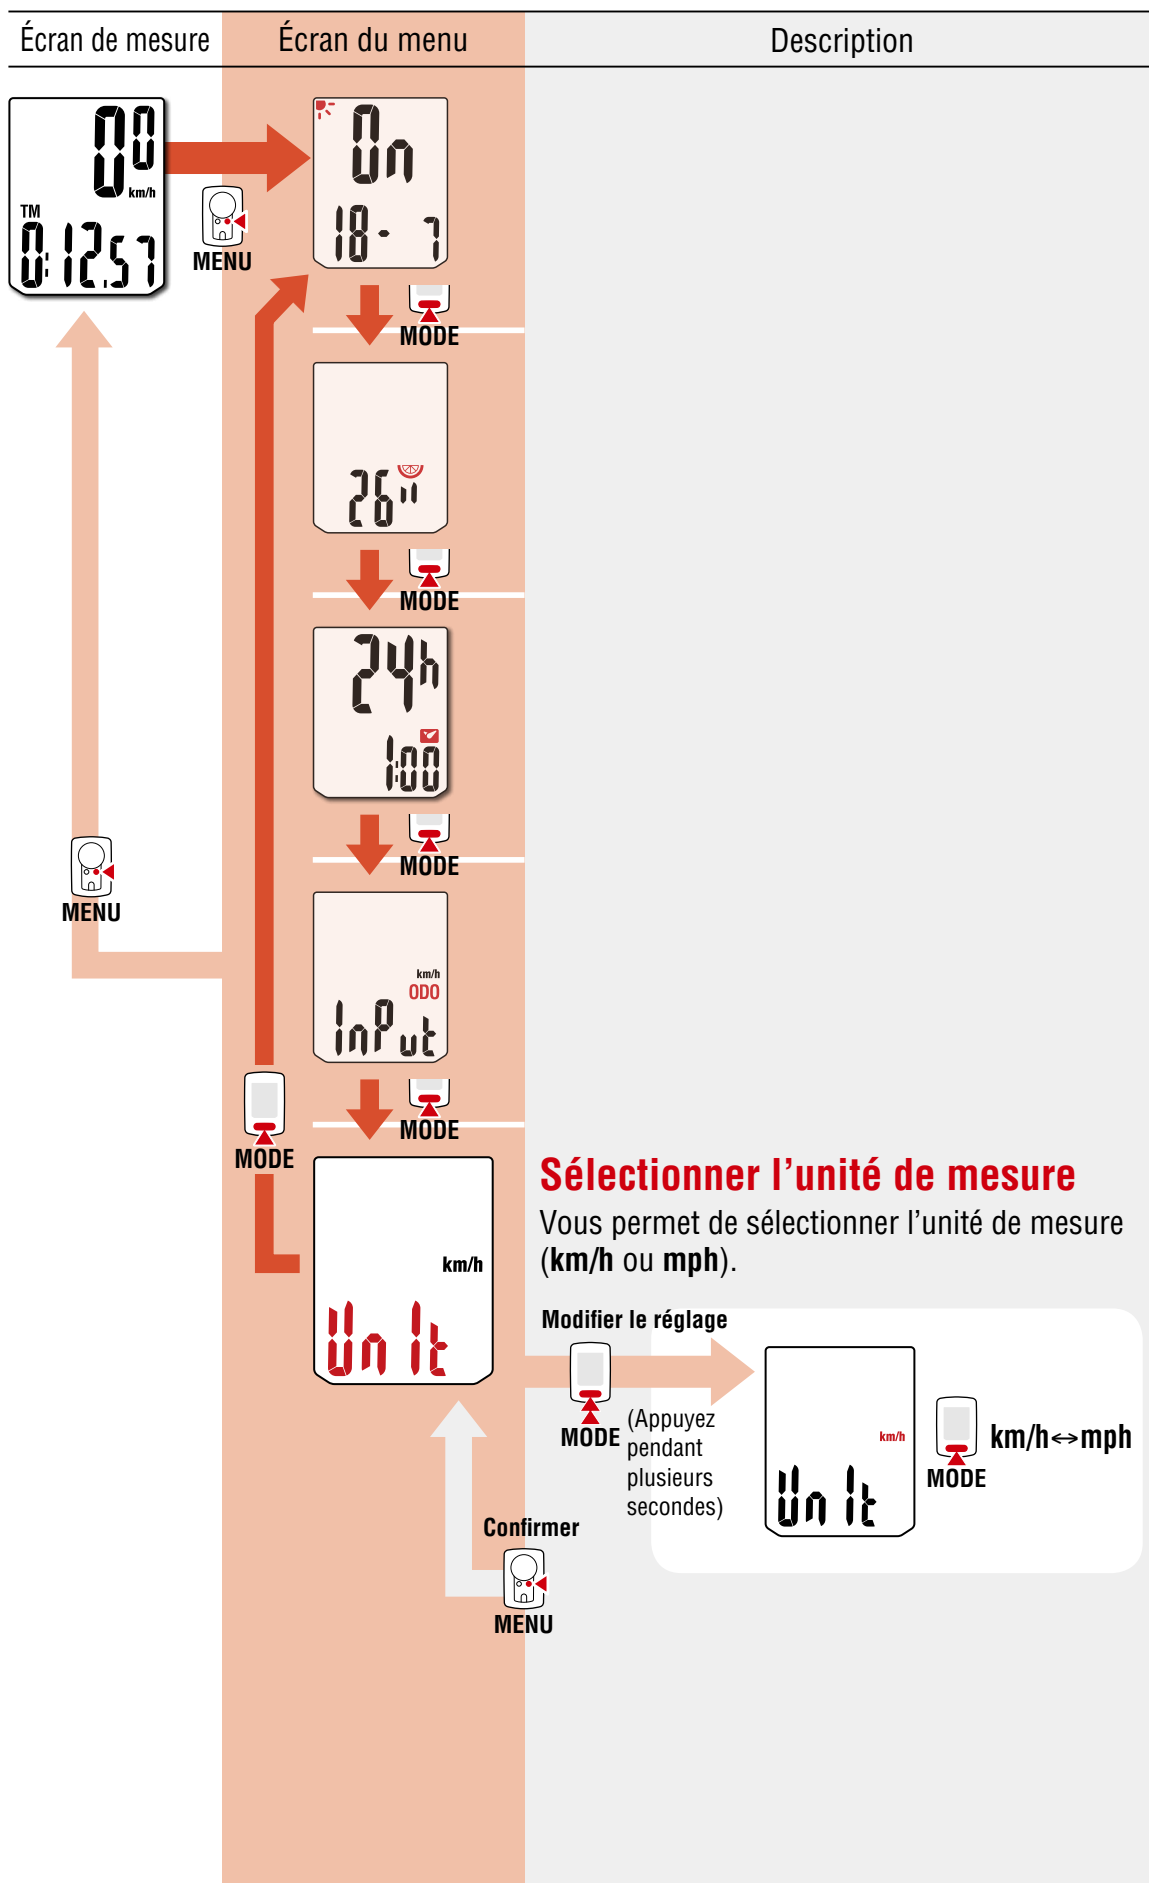 Écran de mesure
Écran du menu
Description
00
km/h
TM
0:12.57
MENU
On
18- 7
MODE
26"
MODE
24h
1:00
MODE
MENU
km/h
ODO
InPut
MODE
MODE
km/h
UnIt
Sélectionner l’unité de mesure
Vous permet de sélectionner l’unité de mesure
(km/h ou mph).
Modifier le réglage
MODE
(Appuyez
pendant
plusieurs
secondes)
km/h
UnIt
MODE
km/h↔mph
Confirmer
MENU